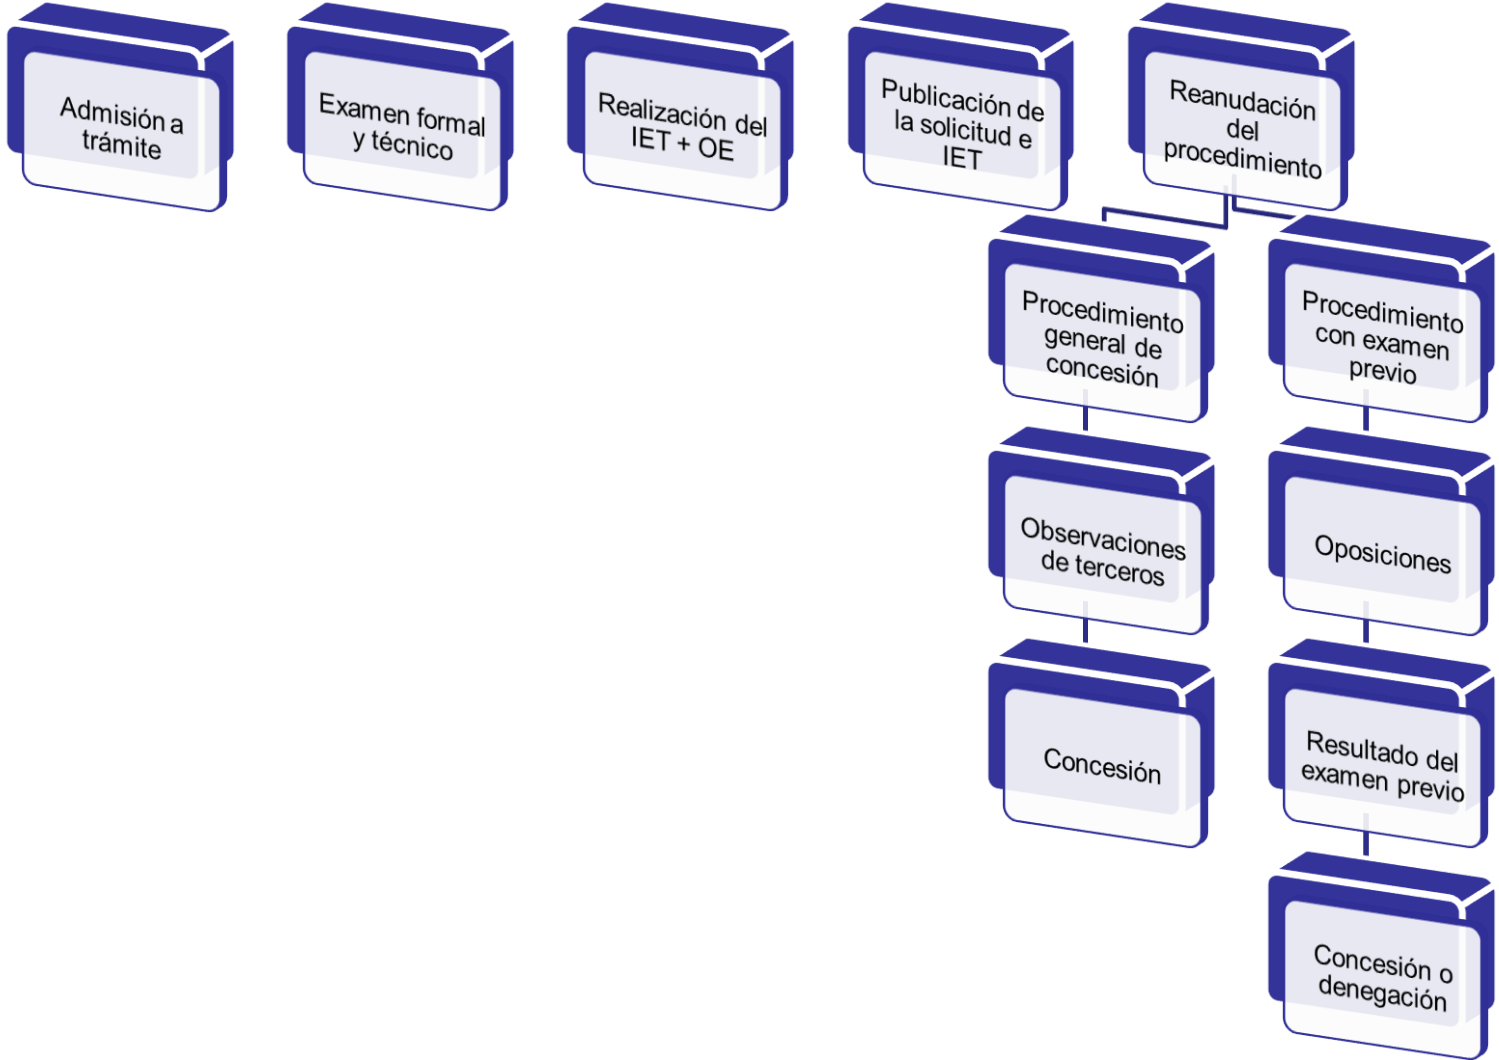 Admisión a
trámite
Examen formal
y técnico
Realización del
IET + OE
Publicación de
la solicitud e
IET
Reanudación
del
procedimiento
Procedimiento
general de
concesión
Observaciones
de terceros
Concesión
Procedimiento
con examen
previo
Oposiciones
Resultado del
examen previo
Concesión o
denegación